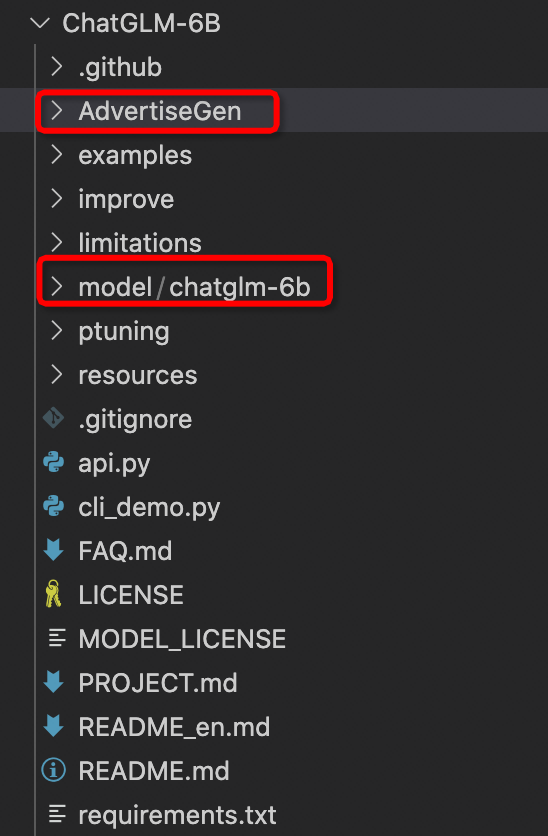 ChatGLM-6B
.github
AdvertiseGen
examples
improve
limitations
model/chatglm-6b
ptuning
resources
.gitignore
api.py
cli_demo.py
FAQ.md
LICENSE
MODEL_LICENSE
PROJECT.md
README_en.md
README.md
requirements.txt